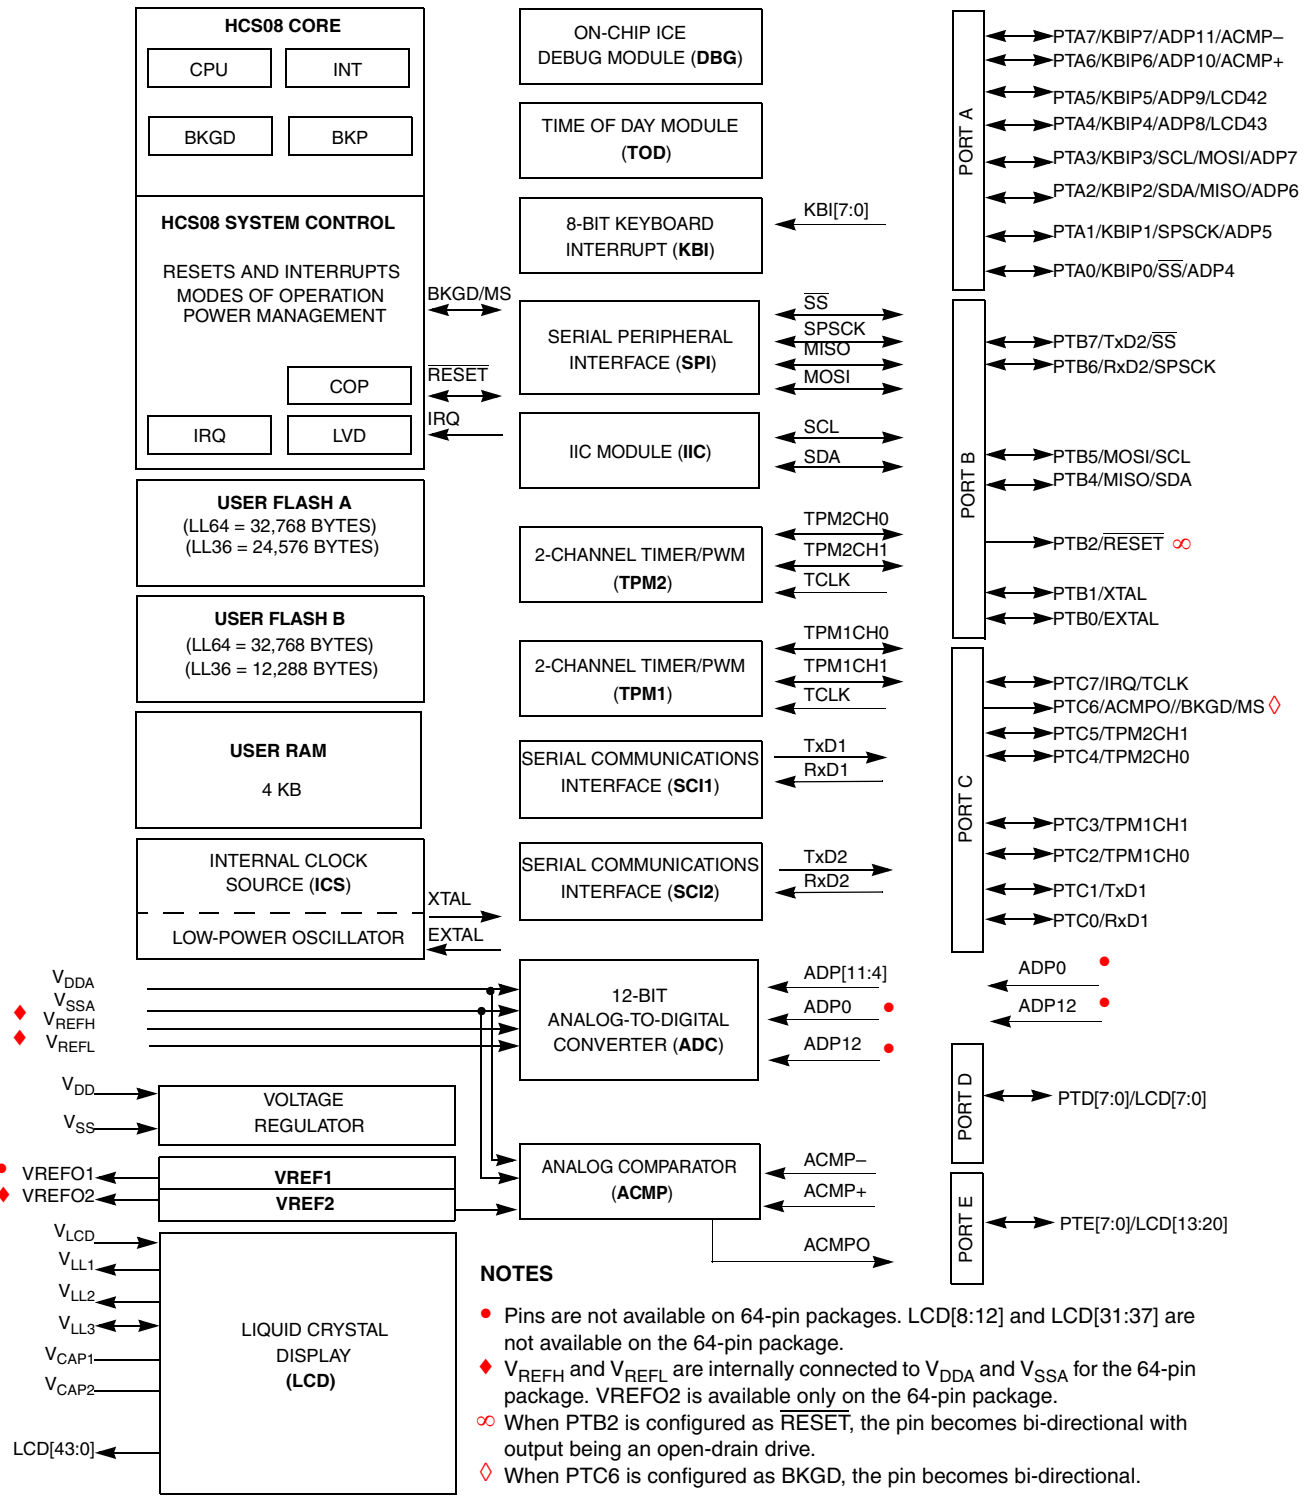 HCS08 CORE
CPU
INT
BKGD
BKP
HCS08 SYSTEM CONTROL
RESETS AND INTERRUPTS
MODES OF OPERATION
POWER MANAGEMENT
COP
IRQ
LVD
BKGD/MS
RESET
IRQ
USER FLASH A
(LL64 = 32,768 BYTES)
(LL36 = 24,576 BYTES)
USER FLASH B
(LL64 = 32,768 BYTES)
(LL36 = 12,288 BYTES)
USER RAM
4 KB
INTERNAL CLOCK
SOURCE (ICS)
LOW-POWER OSCILLATOR
XTAL
EXTAL
VDDA
VSSA
♦ VREFH
♦ VREFL
VDD
VSS
VOLTAGE
REGULATOR
• VREFO1
♦ VREFO2
VREF1
VREF2
VLCD
VLL1
VLL2
VLL3
VCAP1
VCAP2
LCD[43:0]
LIQUID CRYSTAL
DISPLAY
(LCD)
ON-CHIP ICE
DEBUG MODULE (DBG)
TIME OF DAY MODULE
(TOD)
8-BIT KEYBOARD
INTERRUPT (KBI)
KBI[7:0]
SERIAL PERIPHERAL
INTERFACE (SPI)
SS
SPSCK
MISO
MOSI
IIC MODULE (IIC)
SCL
SDA
2-CHANNEL TIMER/PWM
(TPM2)
TPM2CH0
TPM2CH1
TCLK
2-CHANNEL TIMER/PWM
(TPM1)
TPM1CH0
TPM1CH1
TCLK
SERIAL COMMUNICATIONS
INTERFACE (SCI1)
TxD1
RxD1
SERIAL COMMUNICATIONS
INTERFACE (SCI2)
TxD2
RxD2
12-BIT
ANALOG-TO-DIGITAL
CONVERTER (ADC)
ADP[11:4]
ADP0 •
ADP12 •
ANALOG COMPARATOR
(ACMP)
ACMP–
ACMP+
ACMPO
PORT A
PTA7/KBIP7/ADP11/ACMP–
PTA6/KBIP6/ADP10/ACMP+
PTA5/KBIP5/ADP9/LCD42
PTA4/KBIP4/ADP8/LCD43
PTA3/KBIP3/SCL/MOSI/ADP7
PTA2/KBIP2/SDA/MISO/ADP6
PTA1/KBIP1/SPSCK/ADP5
PTA0/KBIP0/SS/ADP4
PORT B
PTB7/TxD2/SS
PTB6/RxD2/SPSCK
PTB5/MOSI/SCL
PTB4/MISO/SDA
PTB2/RESET ∞
PTB1/XTAL
PTB0/EXTAL
PORT C
PTC7/IRQ/TCLK
PTC6/ACMPO//BKGD/MS ◊
PTC5/TPM2CH1
PTC4/TPM2CH0
PTC3/TPM1CH1
PTC2/TPM1CH0
PTC1/TxD1
PTC0/RxD1
ADP0 •
ADP12 •
PORT D
PTD[7:0]/LCD[7:0]
PORT E
PTE[7:0]/LCD[13:20]
NOTES
• Pins are not available on 64-pin packages. LCD[8:12] and LCD[31:37] are
not available on the 64-pin package.
♦ VREFH and VREFL are internally connected to VDDA and VSSA for the 64-pin
package. VREFO2 is available only on the 64-pin package.
∞ When PTB2 is configured as RESET, the pin becomes bi-directional with
output being an open-drain drive.
◊ When PTC6 is configured as BKGD, the pin becomes bi-directional.